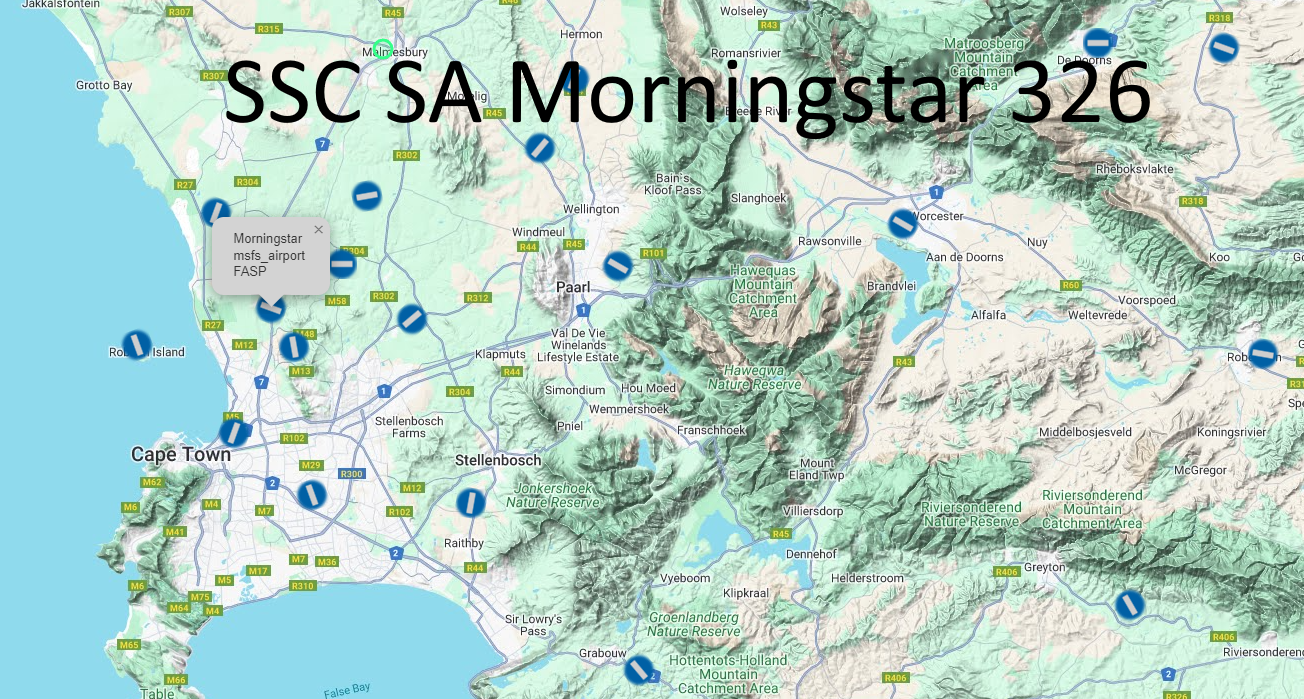 Jakkalsfontein
R307
R45
R46
Wolseley
R43
R318
R315
Hermon
Malmesbury
Romansrivier
Matroosberg
Mountain
Catchment
Area
De Doorns
R307
Grotto Bay
SSC SA Morningstar 326
R45
Breede River
7
R302
R27
R304
Bain's
Kloof Pass
Slanghoek
Rheboksvlakte
1
R318
Wellington
Worcester
Windmeul
R44
R45
R101
Rawsonville
Nuy
Aan de Doorns
Koo
Morningstar
msfs_airport
FASP
×
R304
Paarl
Hawequas
Mountain
Catchment
Area
Brandvlei
R60
Voorspoed
M58
R302
R312
1
Alfalfa
Weltevrede
R27
M48
M12
Val De Vie
Winelands
Lifestyle Estate
Klapmuts
R44
R43
M13
Haweqwa
Nature Reserve
7
1
R304
Simondium
Hou Moed
Wemmershoek
M5
Stellenbosch
Farms
Pniel
Franschhoek
Middelbosjesveld
Koningsrivier
R102
Cape Town
Stellenbosch
M29
R300
Mount
Eland Twp
McGregor
M62
2
M12
Jonkershoek
Nature Reserve
Riviersonderend
Nature Reserve
Riviersonderend
Mountain
Catchment Area
M6
M4
M7
R102
Villiersdorp
M41
Raithby
R45
2
Dennehof
M7
M36
R44
R406
Greyton
M17
M5
Vyeboom
Helderstroom
M6
R310
Klipkraal
M75
M64
M4
Sir Lowry's
Pass
Groenlandberg
Nature Reserve
R406
M65
Grabouw
Riviersonderend
Hottentots-Holland
Mountain
Catchment Area
2
2
M66
R406
Table
False Bay
R326